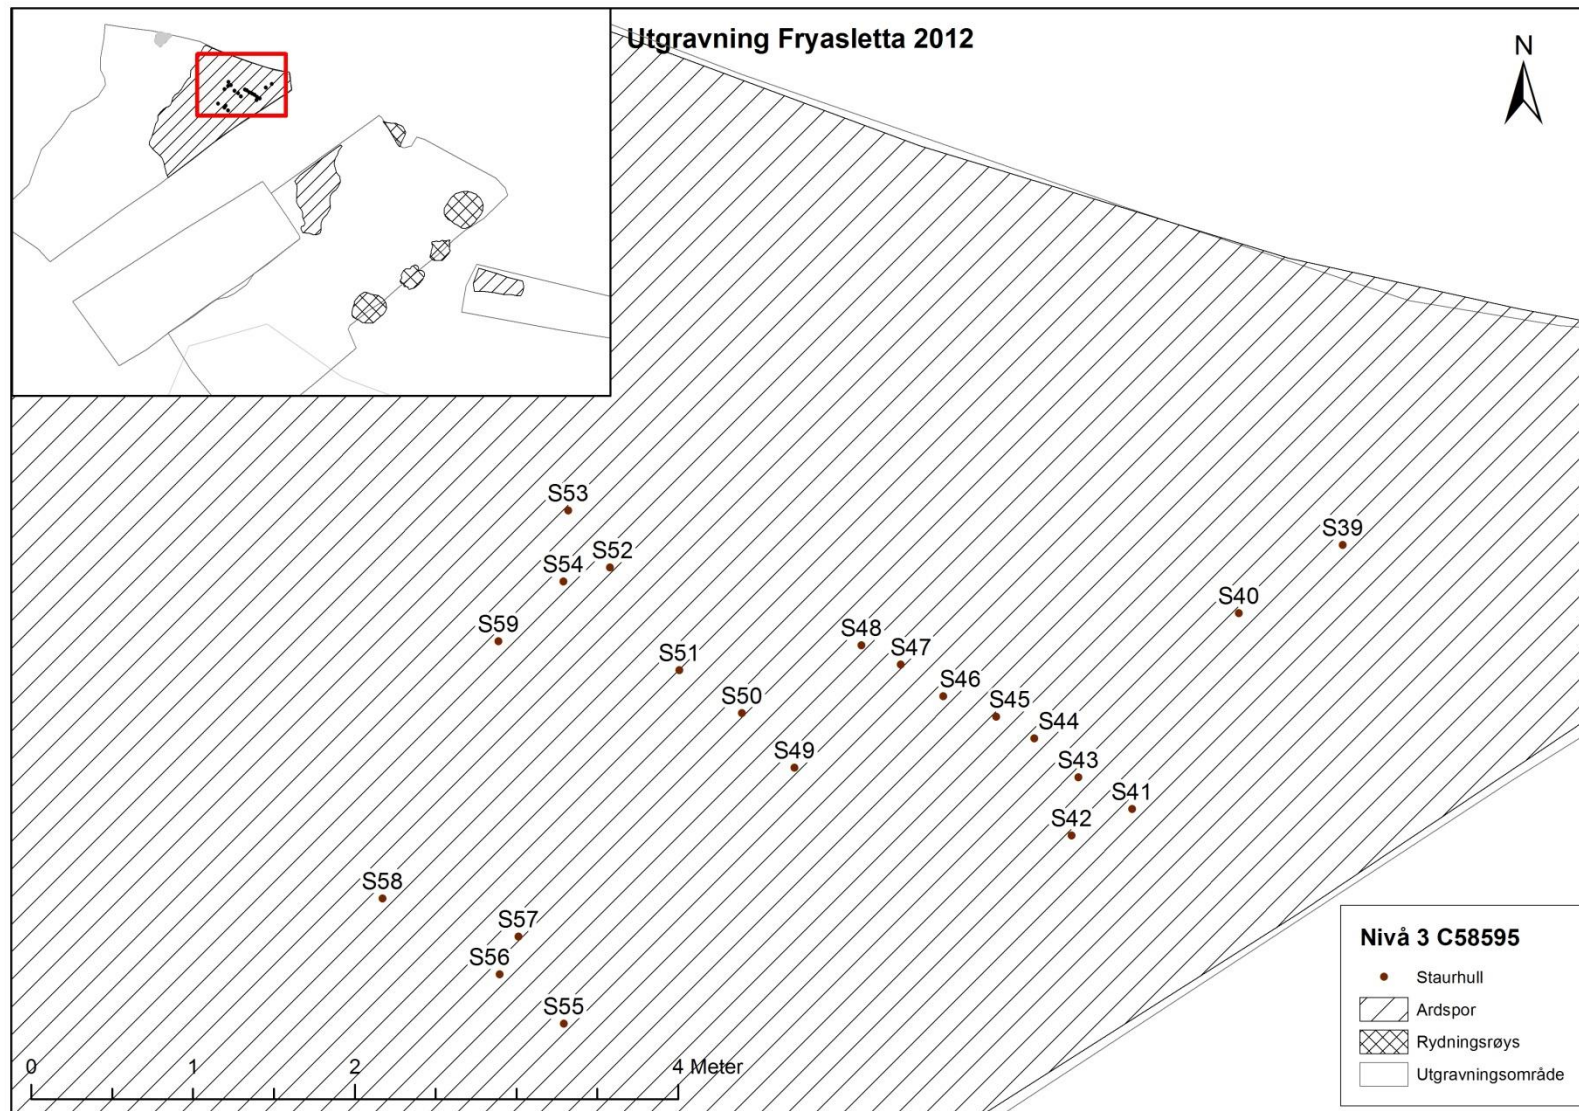 Utgravning Fryasletta 2012
N
S53
S39
S54
S52
S40
S59
S48
S47
S51
S46
S50
S45
S44
S49
S43
S41
S42
S58
S57
S56
S55
Nivå 3 C58595
Staurhull
Ardspor
Rydningsrøys
Utgravningsområde
0 1 2 4 Meter